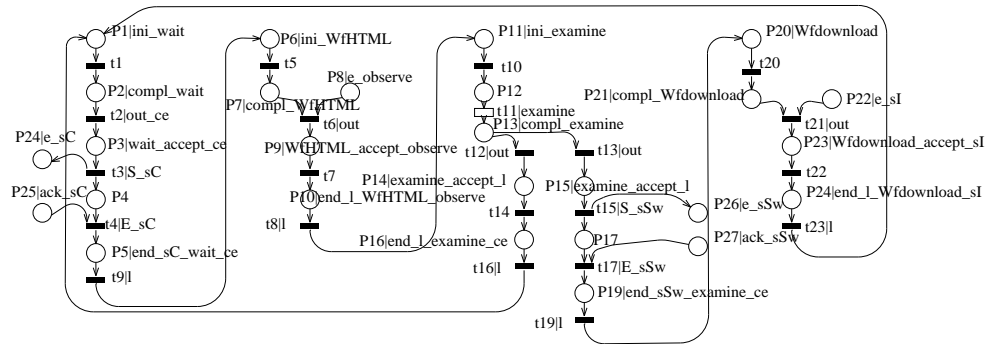 P1|ini_wait
t1
P2|compl_wait
t2|out_ce
P24|e_sC
P3|wait_accept_ce
t3|S_sC
P25|ack_sC
P4
t4|E_sC
P5|end_sC_wait_ce
t9|l
P6|ini_WfHTML
t5
P8|e_observe
P7|compl_WfHTML
t6|out
P9|WfHTML_accept_observe
t7
P10|end_l_WfHTML_observe
t8|l
P11|ini_examine
t10
P12
t11|examine
P13|compl_examine
t12|out
t13|out
P14|examine_accept_l
t14
P16|end_l_examine_ce
t16|l
P15|examine_accept_l
t15|S_sSw
P26|e_sSw
P17
P27|ack_sSw
t17|E_sSw
P19|end_sSw_examine_ce
t19|l
P20|Wfdownload
t20
P21|compl_Wfdownload
P22|e_sI
t21|out
P23|Wfdownload_accept_sI
t22
P24|end_l_Wfdownload_sI
t23|l